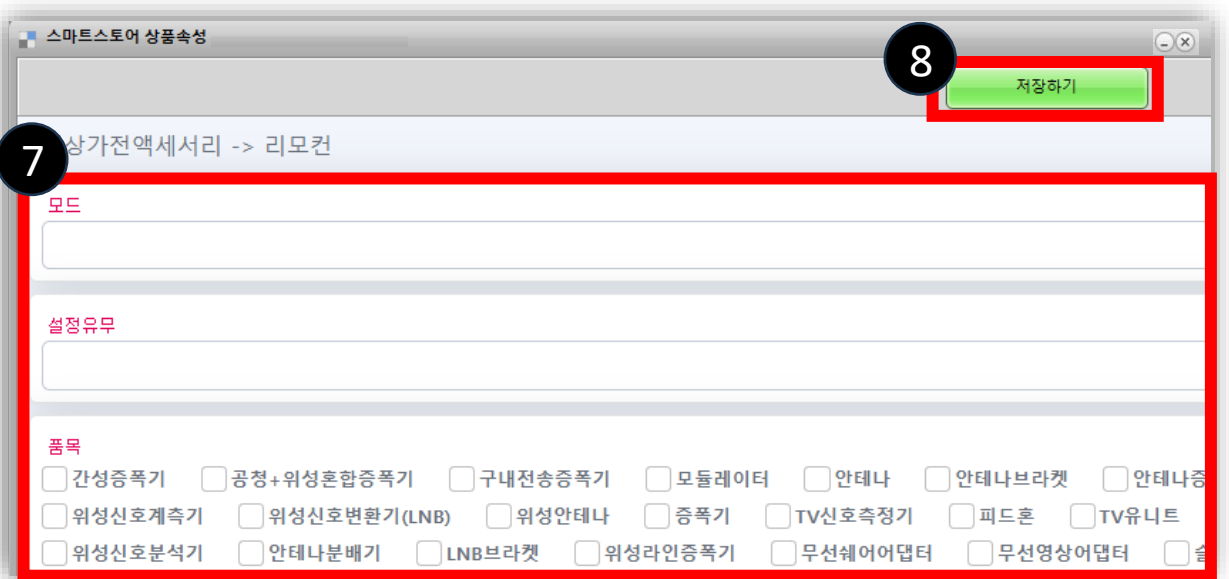 스마트스토어 상품속성
8
저장하기
7
상가전액세서리 -> 리모컨
모드
설정유무
품목
간성증폭기 공청+위성혼합증폭기 구내전송증폭기 모듈레이터 안테나 안테나브라켓 안테나증
위성신호계측기 위성신호변환기(LNB) 위성안테나 증폭기 TV신호측정기 피드혼 TV유니트
위성신호분석기 안테나분배기 LNB브라켓 위성라인증폭기 무선쉐어어댑터 무선영상어댑터